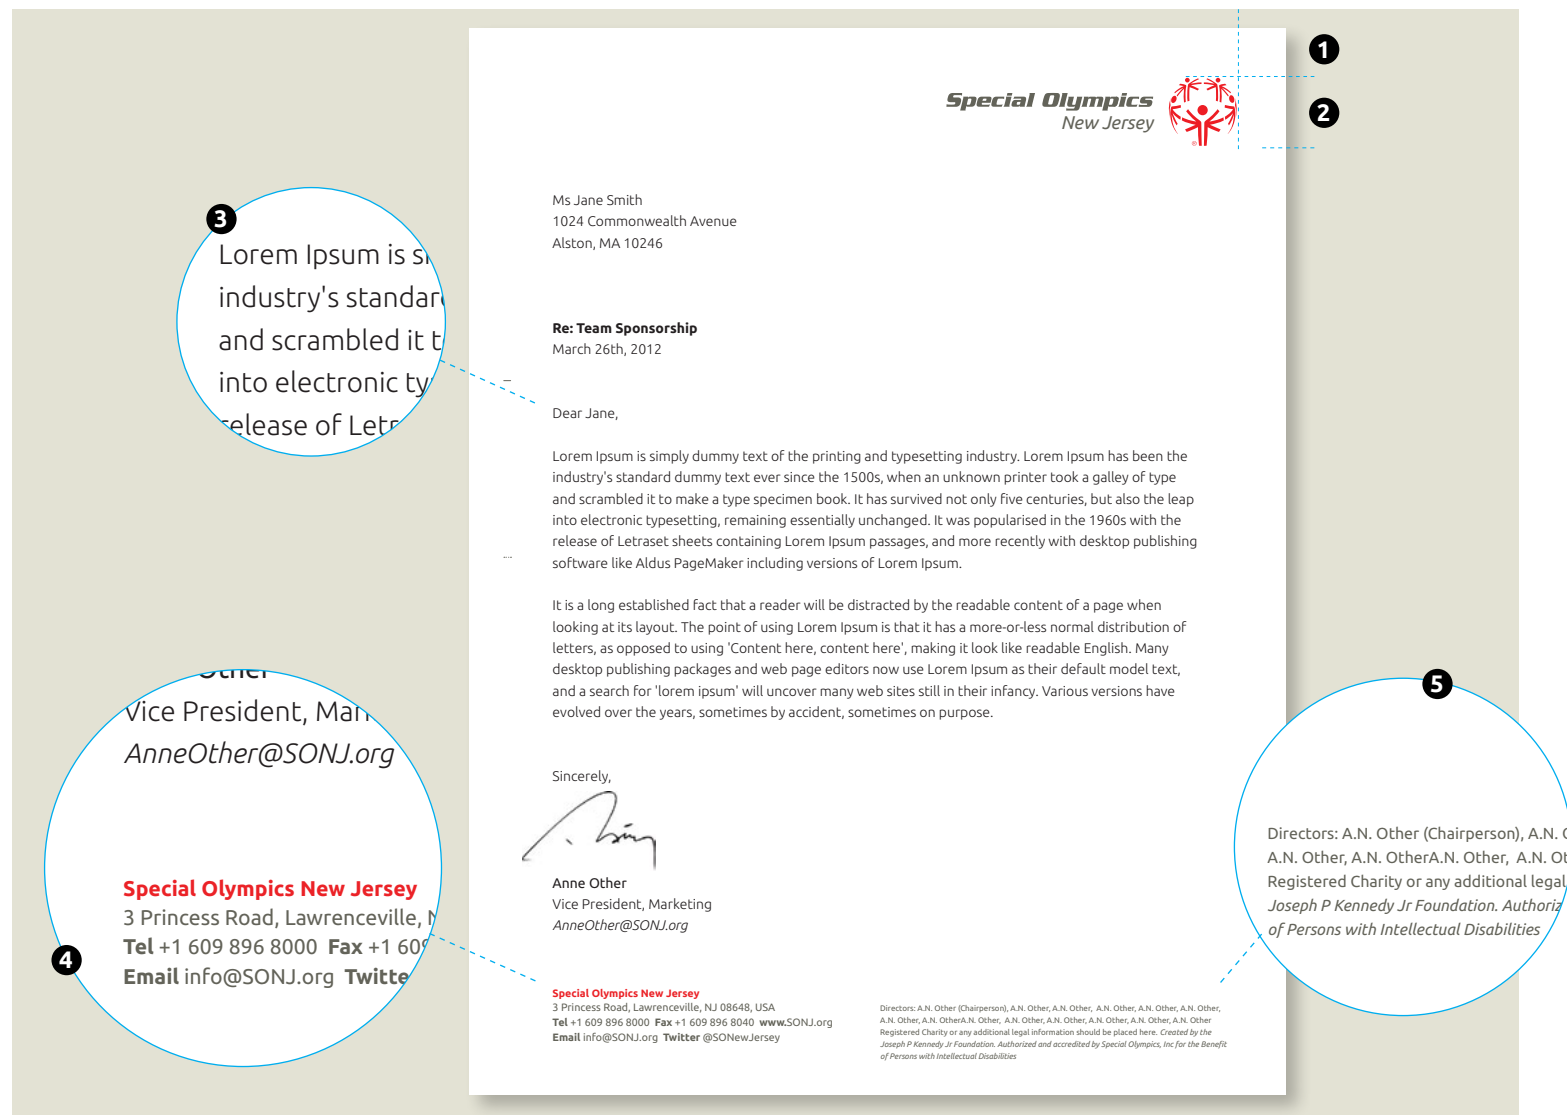 1
Special Olympics
New Jersey
2
Ms Jane Smith
1024 Commonwealth Avenue
Alston, MA 10246
3
Lorem Ipsum is si
industry's standar
and scrambled it t
into electronic ty
release of Letr
Re: Team Sponsorship
March 26th, 2012
Dear Jane,
Lorem Ipsum is simply dummy text of the printing and typesetting industry. Lorem Ipsum has been the
industry's standard dummy text ever since the 1500s, when an unknown printer took a galley of type
and scrambled it to make a type specimen book. It has survived not only five centuries, but also the leap
into electronic typesetting, remaining essentially unchanged. It was popularised in the 1960s with the
release of Letraset sheets containing Lorem Ipsum passages, and more recently with desktop publishing
software like Aldus PageMaker including versions of Lorem Ipsum.
It is a long established fact that a reader will be distracted by the readable content of a page when
looking at its layout. The point of using Lorem Ipsum is that it has a more-or-less normal distribution of
letters, as opposed to using 'Content here, content here', making it look like readable English. Many
desktop publishing packages and web page editors now use Lorem Ipsum as their default model text,
and a search for 'lorem ipsum' will uncover many web sites still in their infancy. Various versions have
evolved over the years, sometimes by accident, sometimes on purpose.
Sincerely,
Anne Other
Vice President, Marketing
AnneOther@SONJ.org
Other
Vice President, Mar
AnneOther@SONJ.org
Special Olympics New Jersey
3 Princess Road, Lawrenceville, N
Tel +1 609 896 8000 Fax +1 609
Email info@SONJ.org Twitte
4
5
Directors: A.N. Other (Chairperson), A.N. O
A.N. Other, A.N. OtherA.N. Other, A.N. Ot
Registered Charity or any additional legal
Joseph P Kennedy Jr Foundation. Authoriz
of Persons with Intellectual Disabilities
Special Olympics New Jersey
3 Princess Road, Lawrenceville, NJ 08648, USA
Tel +1 609 896 8000 Fax +1 609 896 8040 www.SONJ.org
Email info@SONJ.org Twitter @SONewJersey
Directors: A.N. Other (Chairperson), A.N. Other, A.N. Other, A.N. Other, A.N. Other, A.N. Other,
A.N. Other, A.N. OtherA.N. Other, A.N. Other, A.N. Other, A.N. Other, A.N. Other, A.N. Other
Registered Charity or any additional legal information should be placed here. Created by the
Joseph P Kennedy Jr Foundation. Authorized and accredited by Special Olympics, Inc for the Benefit
of Persons with Intellectual Disabilities